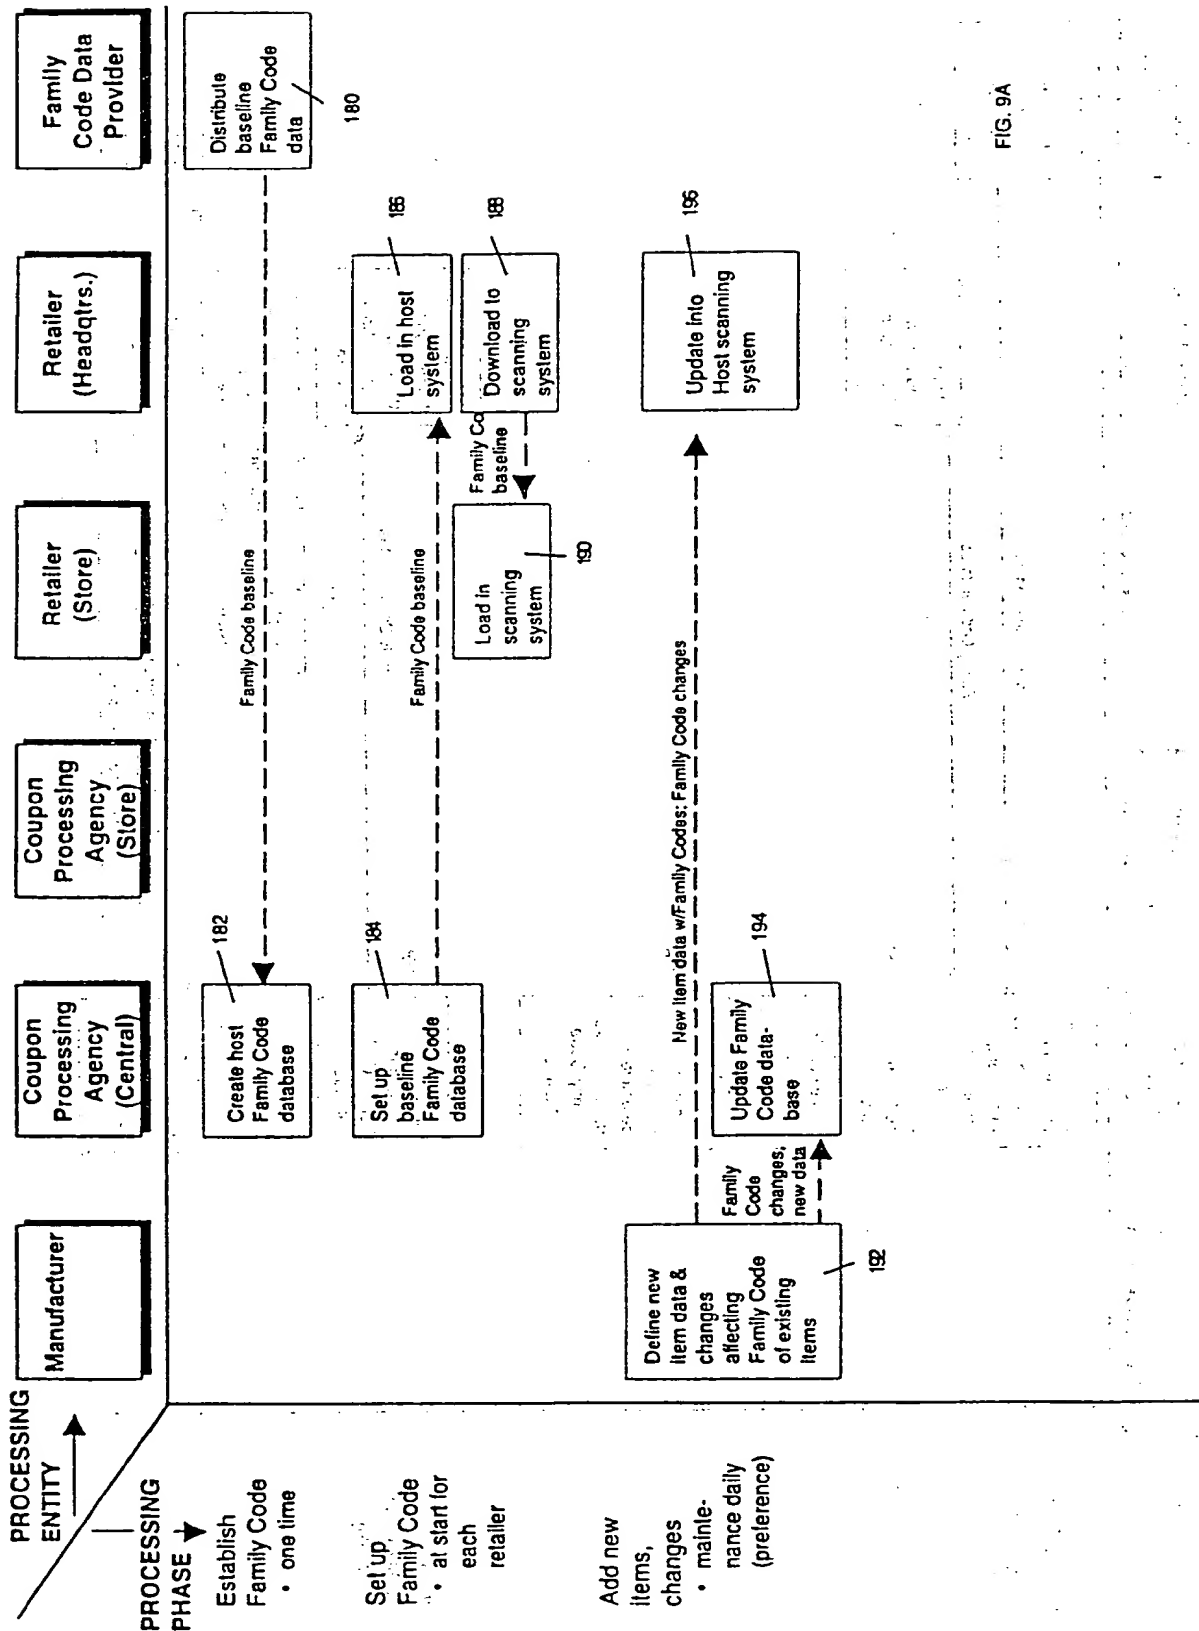 PROCESSING
ENTITY
PROCESSING
PHASE
Manufacturer
Coupon
Processing
Agency
(Central)
Coupon
Processing
Agency
(Store)
Retailer
(Store)
Retailer
(Headqtrs.)
Family
Code Data
Provider
Establish
Family Code
• one time
Create host
Family Code
database
182
Family Code baseline
Distribute
baseline
Family Code
data
180
Set up
Family Code
• at start for
each
retailer
Set up
baseline
Family Code
database
184
Family Code baseline
Load in host
system
186
Load in
scanning
system
190
Family Co
baseline
Download to
scanning
system
188
Add new
items,
changes
• mainte-
nance daily
(preference)
Define new
item data &
changes
affecting
Family Code
of existing
items
192
New item data w/Family Codes; Family Code changes
Family
Code
changes,
new data
Update Family
Code data-
base
194
Update into
Host scanning
system
196
FIG. 9A